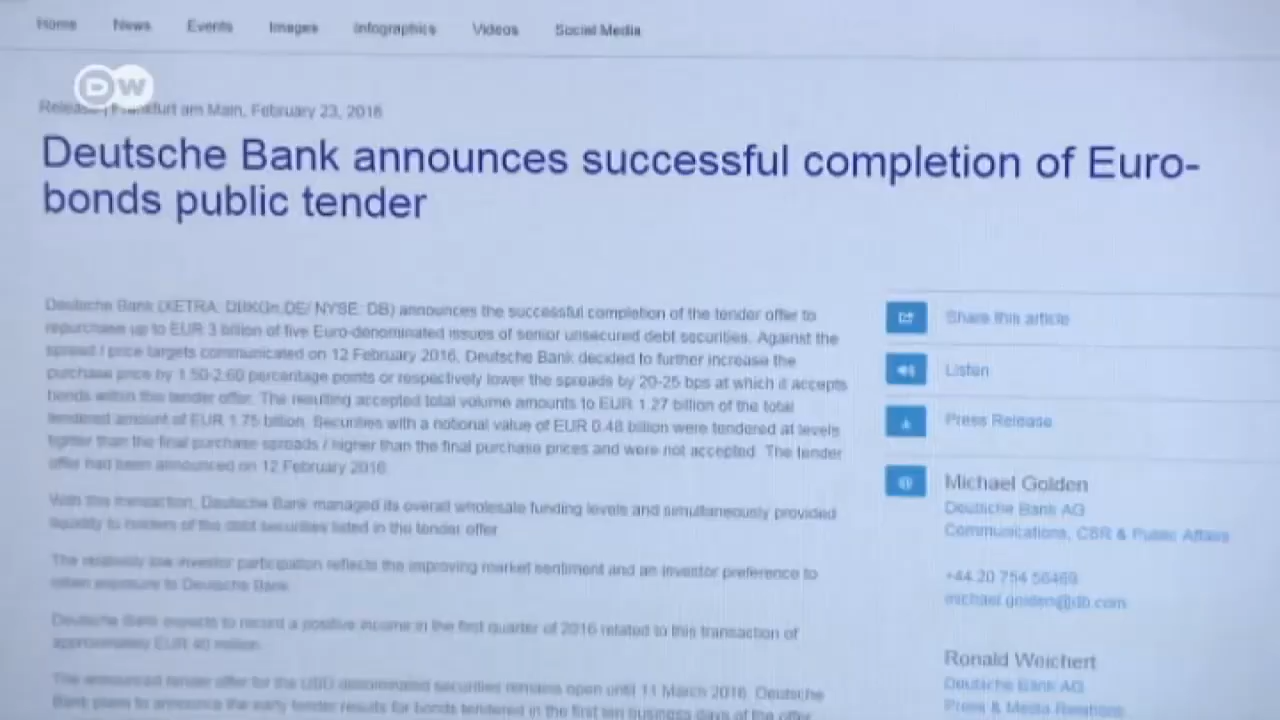 Home News Events Images Infographics Videos Social Media
DW
Release | Frankfurt am Main, February 23, 2016
Deutsche Bank announces successful completion of Euro-
bonds public tender
Deutsche Bank (XETRA: DBKGn.DE/ NYSE: DB) announces the successful completion of the tender offer to
repurchase up to EUR 3 billion of five Euro-denominated issues of senior unsecured debt securities. Against the
spread / price targets communicated on 12 February 2016, Deutsche Bank decided to further increase the
purchase price by 1.50-2.60 percentage points or respectively lower the spreads by 20-25 bps at which it accepts
bonds within the tender offer. The resulting accepted total volume amounts to EUR 1.27 billion of the total
tendered amount of EUR 1.75 billion. Securities with a notional value of EUR 0.48 billion were tendered at levels
tighter than the final purchase spreads / higher than the final purchase prices and were not accepted. The tender
offer had been announced on 12 February 2016.
With this transaction, Deutsche Bank managed its overall wholesale funding levels and simultaneously provided
liquidity to holders of the debt securities listed in the tender offer.
The relatively low investor participation reflects the improving market sentiment and an investor preference to
retain exposure to Deutsche Bank.
Deutsche Bank expects to record a positive income in the first quarter of 2016 related to this transaction of
approximately EUR 40 million.
The announced tender offer for the USD denominated securities remains open until 11 March 2016. Deutsche
Bank plans to announce the early tender results for bonds tendered in the first ten business days of the offer
Share this article
Listen
Press Release
Michael Golden
Deutsche Bank AG
Communications, CSR & Public Affairs
+44 20 754 56469
michael.golden@db.com
Ronald Weichert
Deutsche Bank AG
Press & Media Relations